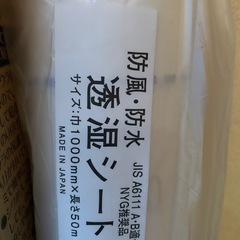 防風・防水
透湿シート
JIS A6111 A・B適
NYG推薦品
サイズ:巾1000mm×長さ50m
MADE IN JAPAN